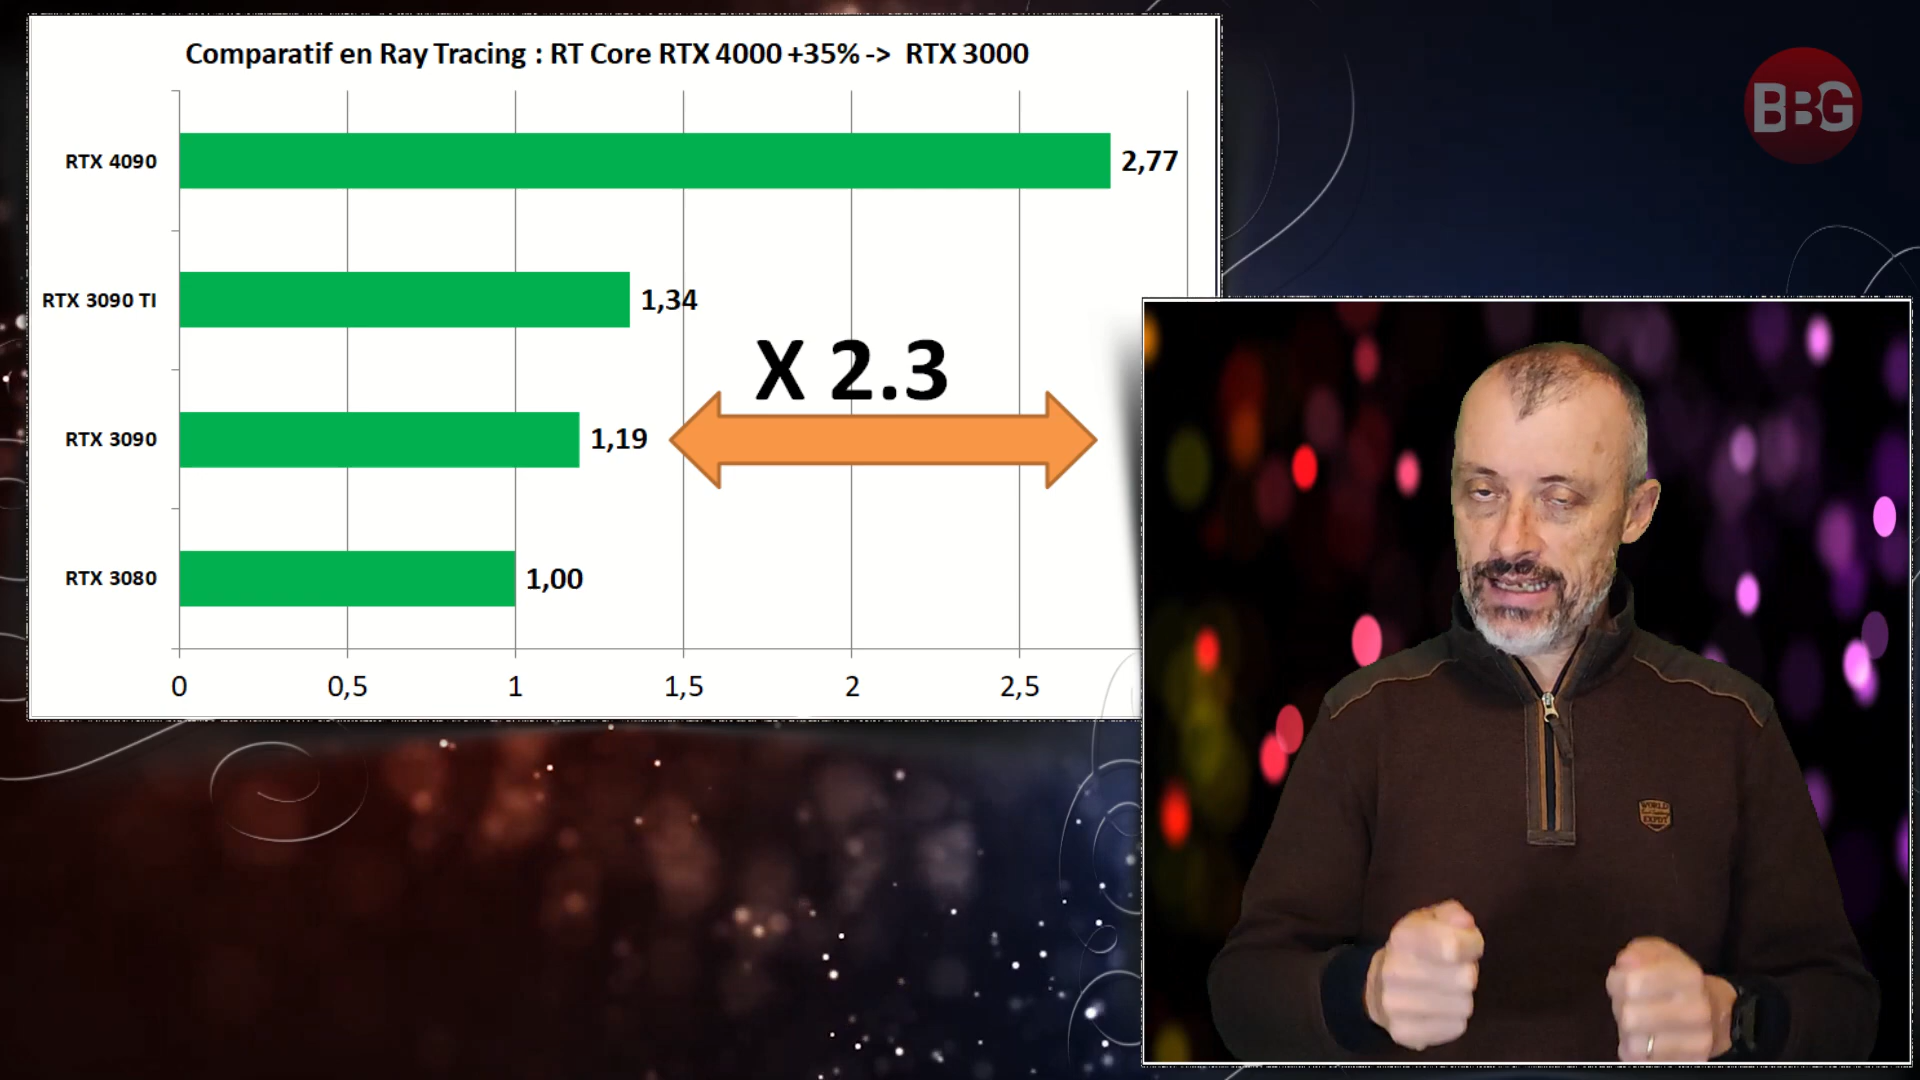 Comparatif en Ray Tracing : RT Core RTX 4000 +35% -> RTX 3000
BBG
RTX 4090
2,77
RTX 3090 TI
1,34
X 2.3
RTX 3090
1,19
RTX 3080
1,00
0
0,5
1
1,5
2
2,5
WORLD